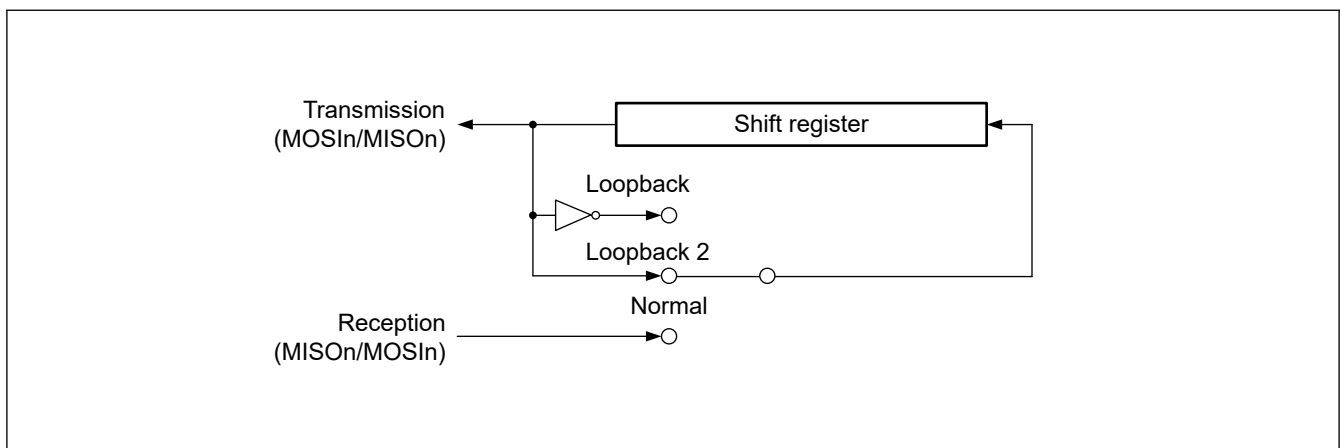 Transmission
(MOSIn/MISOn)
Shift register
Loopback
Loopback 2
Normal
Reception
(MISOn/MOSIn)